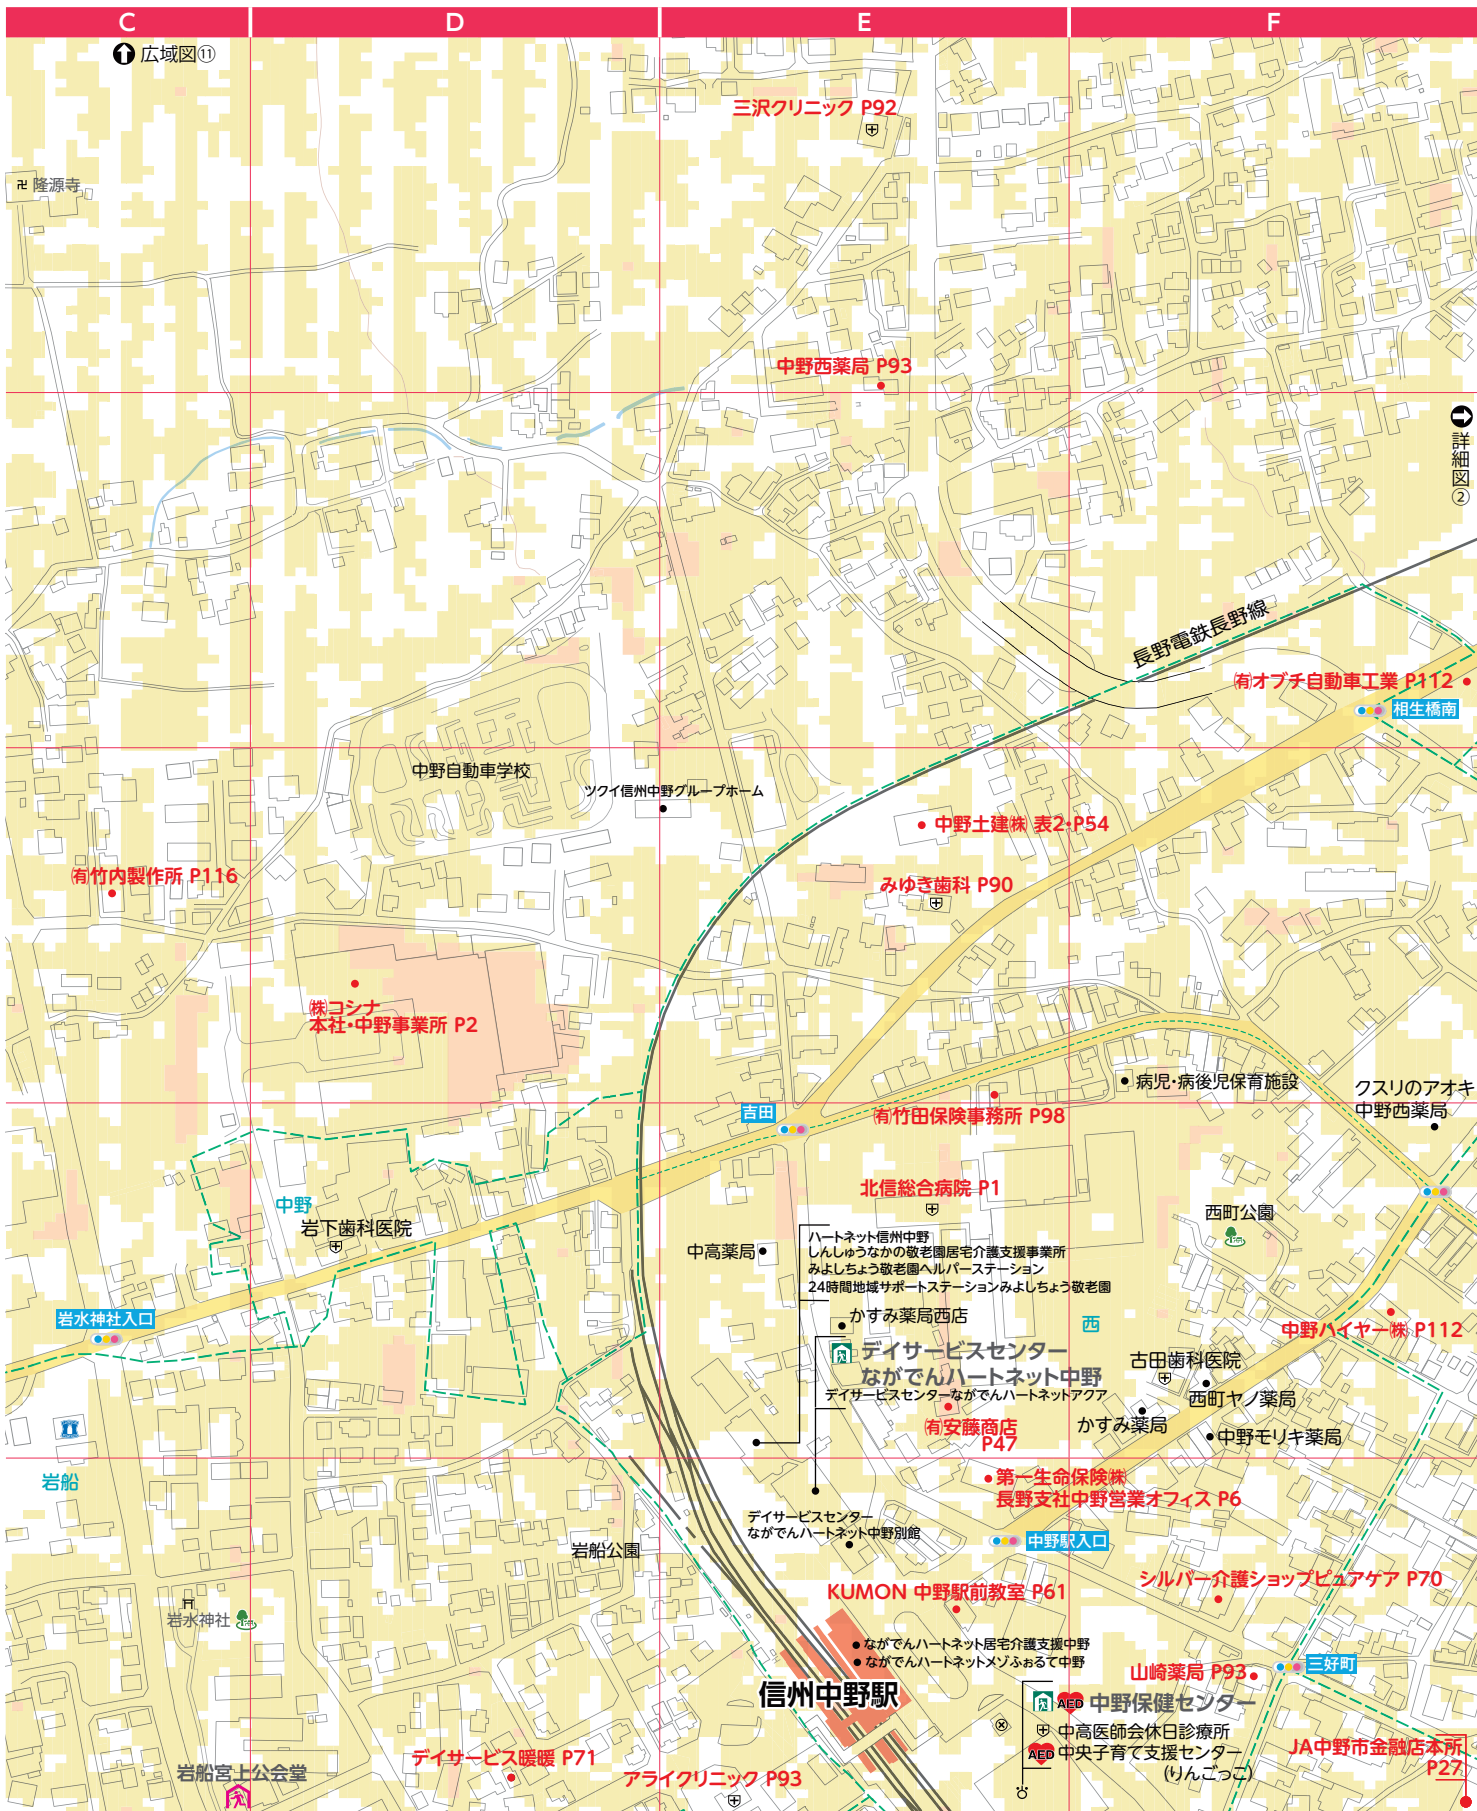 C
D
E
F
広域図⑪
三沢クリニック P92
卍 隆源寺
中野西薬局 P93
詳細図②
長野電鉄長野線
㈲オブチ自動車工業 P112
相生橋南
中野自動車学校
ツクイ信州中野グループホーム
中野土建㈱ 表2・P54
㈲竹内製作所 P116
みゆき歯科 P90
㈱コシナ
本社・中野事業所 P2
病児・病後児保育施設
クスリのアオキ
中野西薬局
吉田
㈲竹田保険事務所 P98
北信総合病院 P1
中野
岩下歯科医院
西町公園
中高薬局
ハートネット信州中野
しんしゅうなかの敬老園居宅介護支援事業所
みよしちょう敬老園ヘルパーステーション
24時間地域サポートステーションみよしちょう敬老園
岩水神社入口
かすみ薬局西店
西
中野ハイヤー㈱ P112
デイサービスセンター
ながでんハートネット中野
デイサービスセンターながでんハートネットアクア
古田歯科医院
西町ヤノ薬局
かすみ薬局
中野モリキ薬局
㈲安藤商店
P47
岩船
第一生命保険㈱
長野支社中野営業オフィス P6
デイサービスセンター
ながでんハートネット中野別館
中野駅入口
岩船公園
KUMON 中野駅前教室 P61
シルバー介護ショップピュアケア P70
岩水神社
ながでんハートネット居宅介護支援中野
ながでんハートネットメゾふぉるて中野
山崎薬局 P93
三好町
信州中野駅
AED 中野保健センター
中高医師会休日診療所
AED 中央子育て支援センター
(りんごっこ)
JA中野市金融店本所
P27
岩船宮上公会堂
デイサービス暖暖 P71
アライクリニック P93